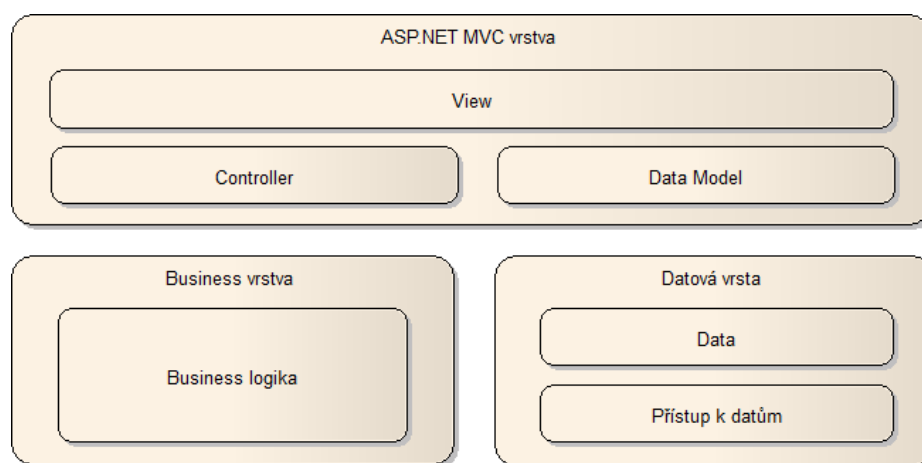 ASP.NET MVC vrstva
View
Controller
Data Model
Business vrstva
Business logika
Datová vrsta
Data
Přístup k datům